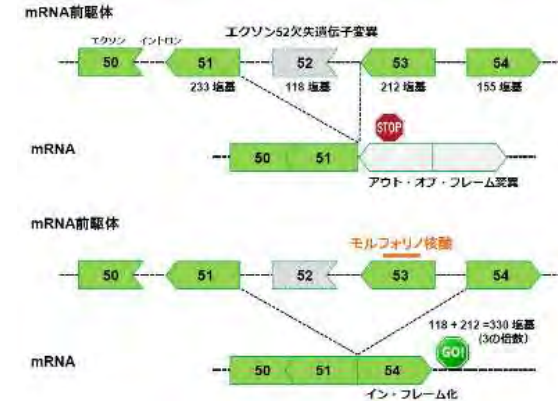 mRNA前駆体
エクソン52欠失遺伝子変異
エクソン イントロン
50 51 52 53 54
233 塩基 118 塩基 212 塩基 155 塩基
STOP
mRNA
50 51
アウト・オブ・フレーム変異
mRNA前駆体
モルフォリノ核酸
50 51 52 53 54
118 + 212 =330 塩基
(3の倍数)
GO!
mRNA
50 51 54
イン・フレーム化